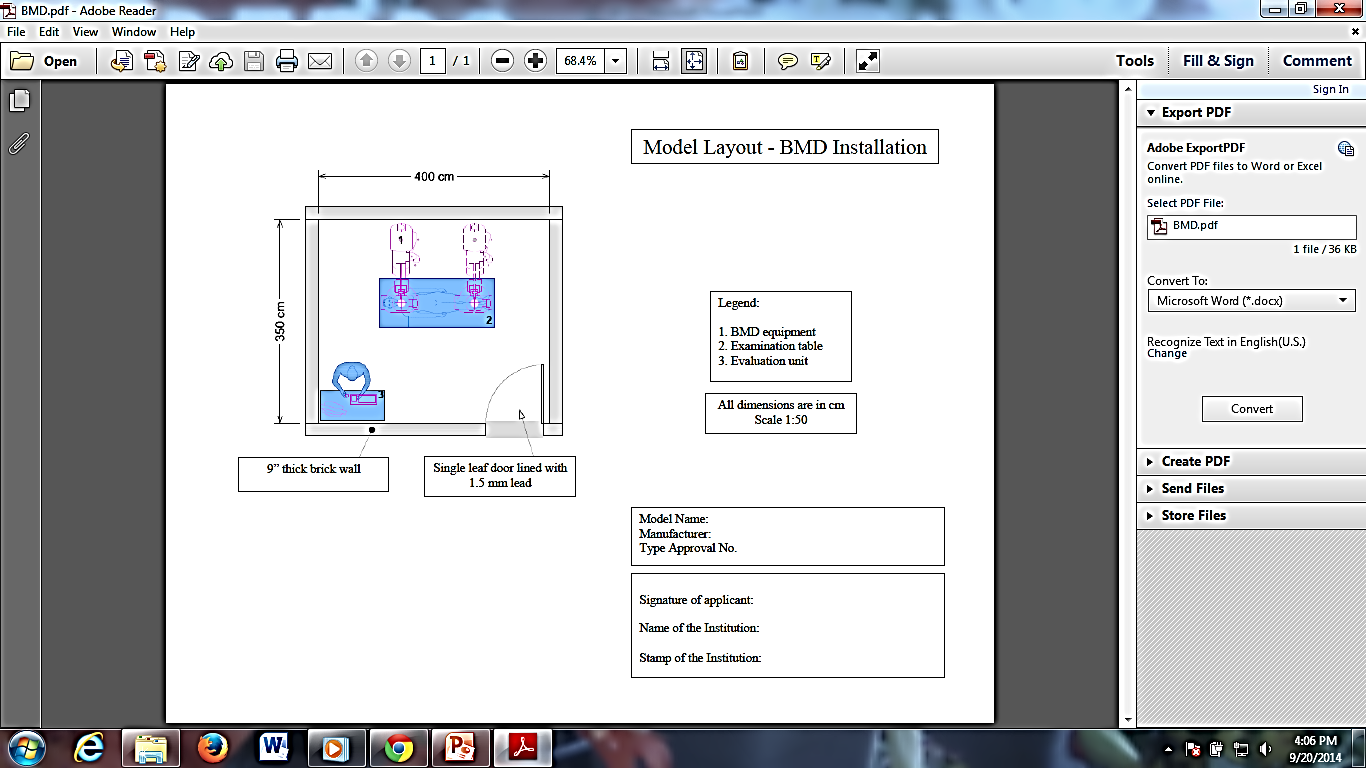 BMD.pdf - Adobe Reader
File Edit View Window Help
Open
1 / 1
68.4%
Tools Fill & Sign Comment
Sign In
Export PDF
Adobe ExportPDF
Convert PDF files to Word or Excel
online.
Select PDF File:
BMD.pdf
1 file / 36 KB
Convert To:
Microsoft Word (*.docx)
Recognize Text in English(U.S.)
Change
Convert
Create PDF
Send Files
Store Files
Model Layout - BMD Installation
400 cm
350 cm
1
2
3
9” thick brick wall
Single leaf door lined with
1.5 mm lead
Legend:
1. BMD equipment
2. Examination table
3. Evaluation unit
All dimensions are in cm
Scale 1:50
Model Name:
Manufacturer:
Type Approval No.
Signature of applicant:
Name of the Institution:
Stamp of the Institution:
4:06 PM
9/20/2014